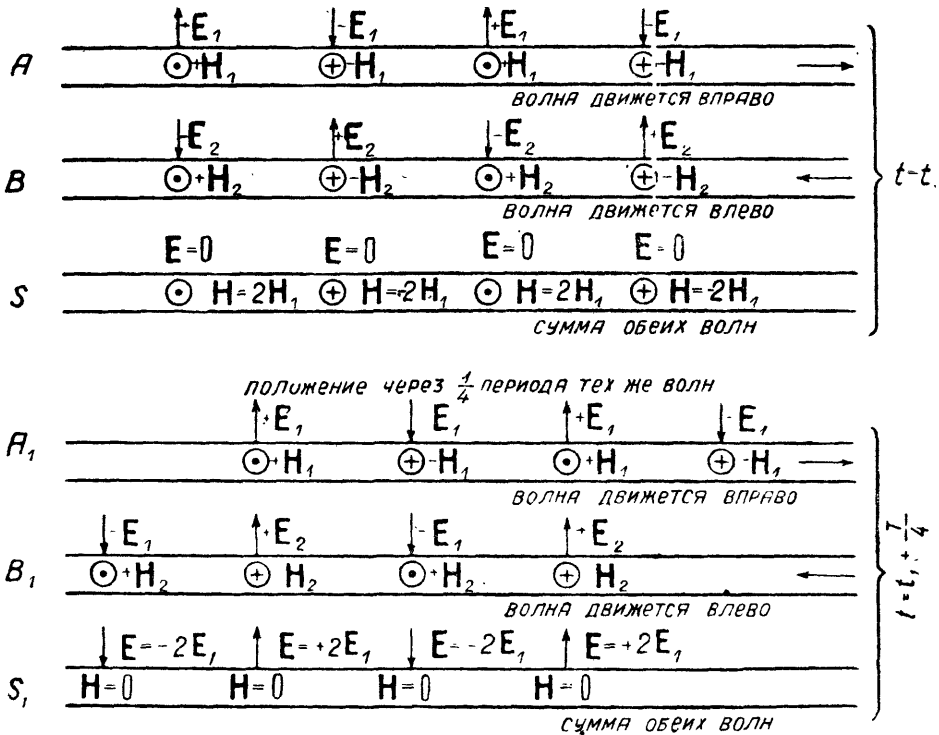 +E₁ -E₁ +E₁ -E₁
A +H₁ -H₁ +H₁ -H₁
ВОЛНА ДВИЖЕТСЯ ВПРАВО
-E₂ +E₂ -E₂ +E₂
B +H₂ -H₂ +H₂ -H₂
ВОЛНА ДВИЖЕТСЯ ВЛЕВО
E=0 E=0 E=0 E=0
S H=2H₁ H=-2H₁ H=2H₁ H=-2H₁
СУММА ОБЕИХ ВОЛН
ПОЛОЖЕНИЕ ЧЕРЕЗ 1/4 ПЕРИОДА ТЕХ ЖЕ ВОЛН
+E₁ -E₁ +E₁ -E₁
A₁ +H₁ -H₁ +H₁ -H₁
ВОЛНА ДВИЖЕТСЯ ВПРАВО
t=t₁+T/4
-E₁ +E₂ -E₁ +E₂
B₁ +H₂ H₂ +H₂ H₂
ВОЛНА ДВИЖЕТСЯ ВЛЕВО
E=-2E₁ E=+2E₁ E=-2E₁ E=+2E₁
S₁ H=0 H=0 H=0 H=0
СУММА ОБЕИХ ВОЛН